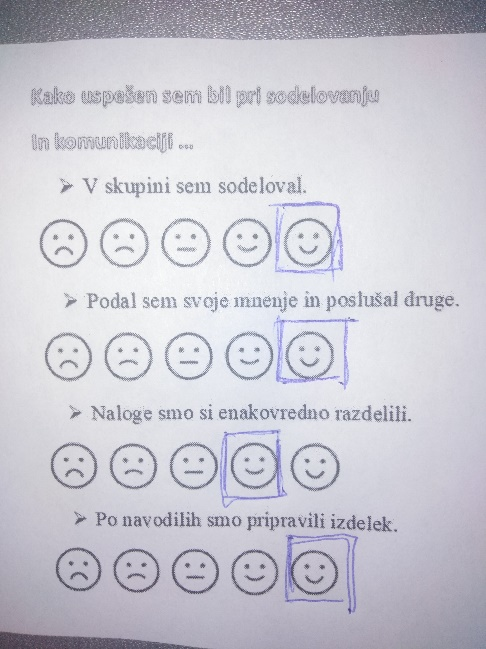 Kako uspešen sem bil pri sodelovanju
In komunikaciji ...
➢ V skupini sem sodeloval.
➢ Podal sem svoje mnenje in poslušal druge.
➢ Naloge smo si enakovredno razdelili.
➢ Po navodilih smo pripravili izdelek.